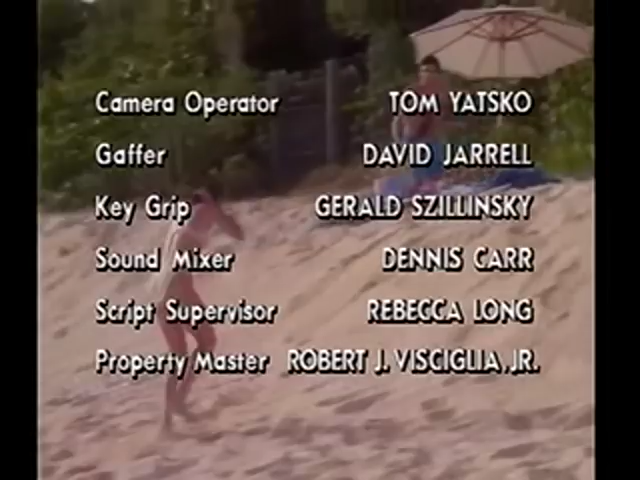 Camera Operator TOM YATSKO
Gaffer DAVID JARRELL
Key Grip GERALD SZILLINSKY
Sound Mixer DENNIS CARR
Script Supervisor REBECCA LONG
Property Master ROBERT J. VISCIGLIA, JR.